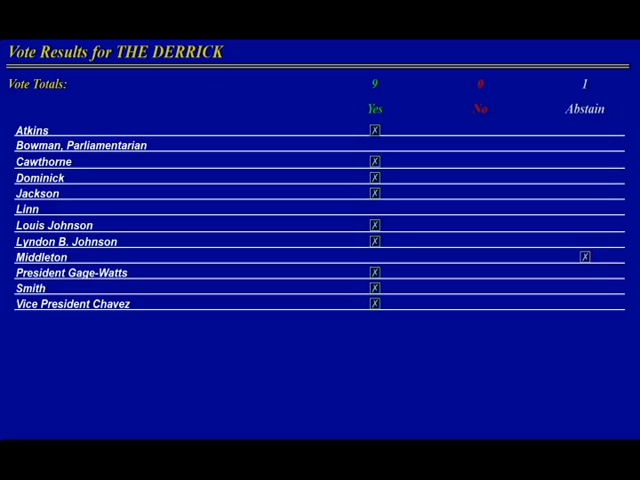 Vote Results for THE DERRICK
Vote Totals: 9 0 1
Yes No Abstain
Atkins ☒
Bowman, Parliamentarian
Cawthorne ☒
Dominick ☒
Jackson ☒
Linn
Louis Johnson ☒
Lyndon B. Johnson ☒
Middleton ☒
President Gage-Watts ☒
Smith ☒
Vice President Chavez ☒